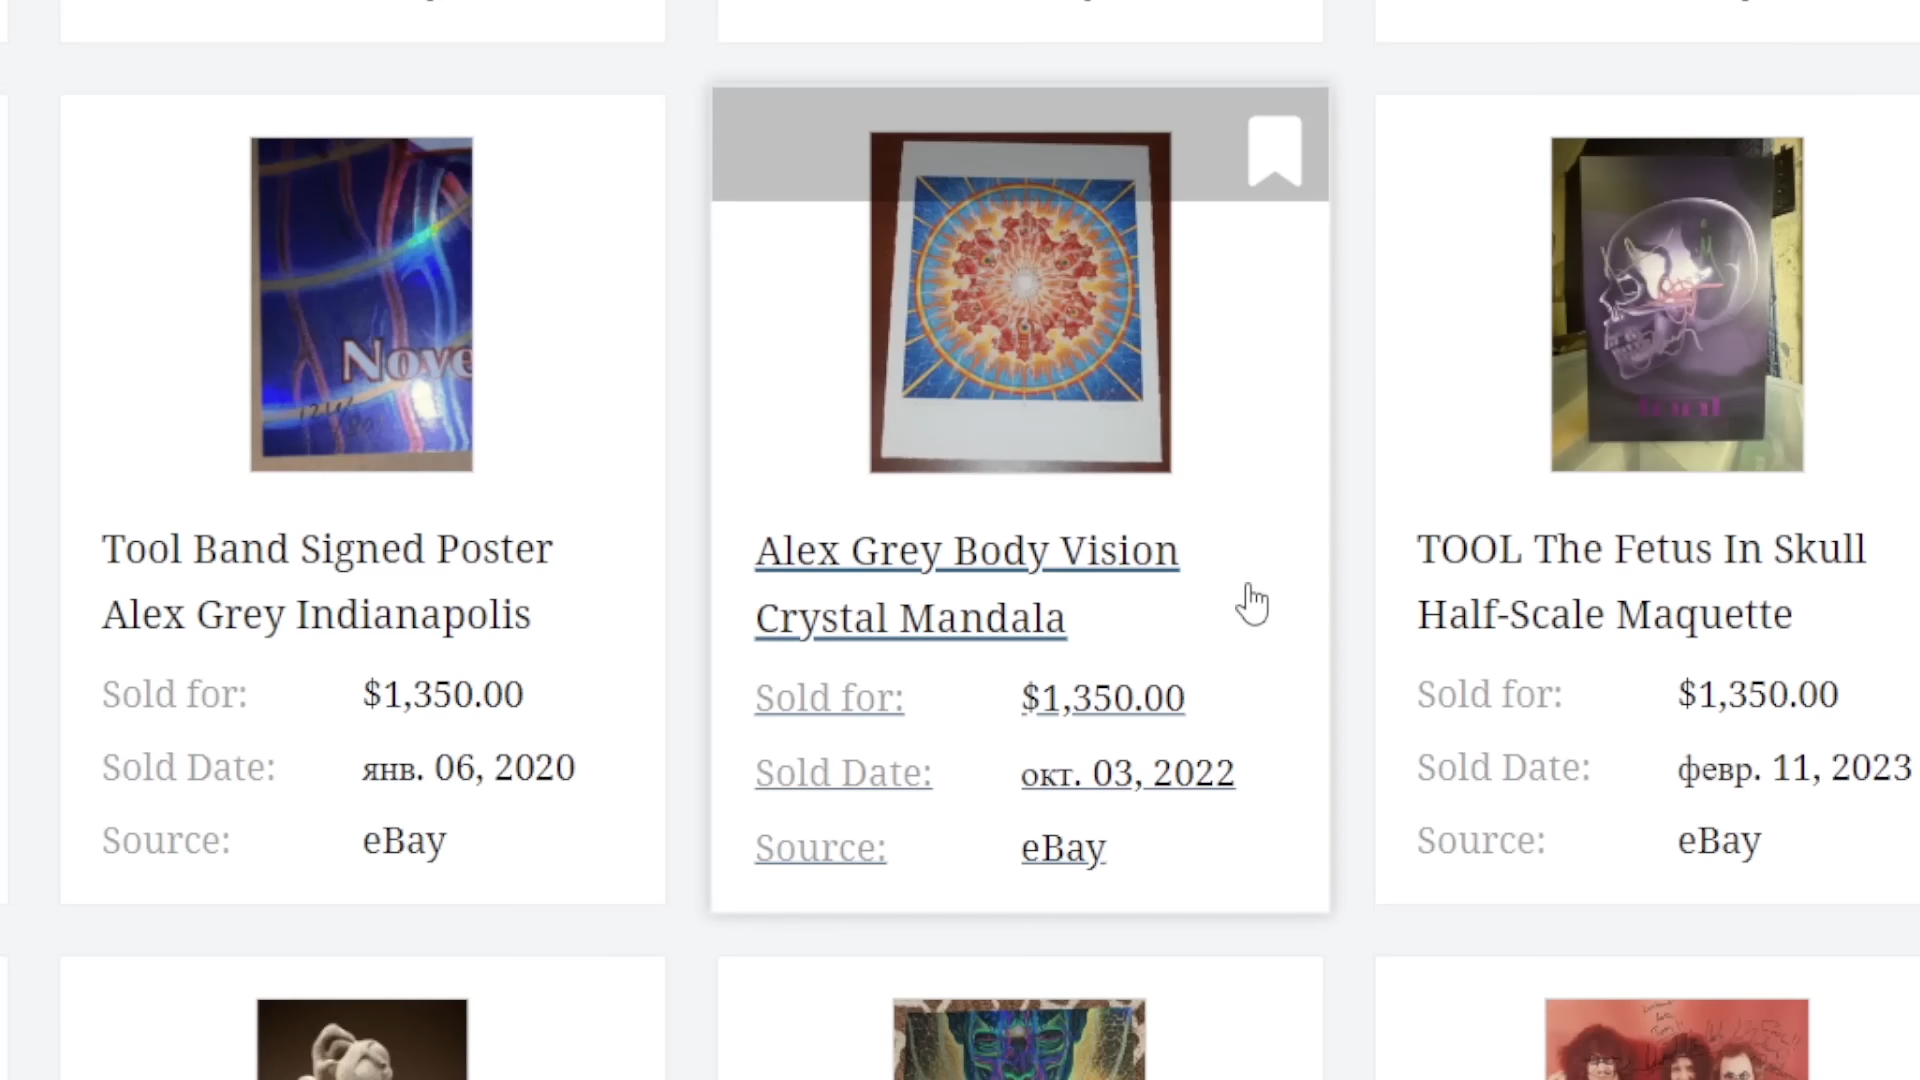 Nove
Tool Band Signed Poster
Alex Grey Indianapolis
Sold for: $1,350.00
Sold Date: янв. 06, 2020
Source: eBay
Alex Grey Body Vision
Crystal Mandala
Sold for: $1,350.00
Sold Date: окт. 03, 2022
Source: eBay
TOOL The Fetus In Skull
Half-Scale Maquette
Sold for: $1,350.00
Sold Date: февр. 11, 2023
Source: eBay